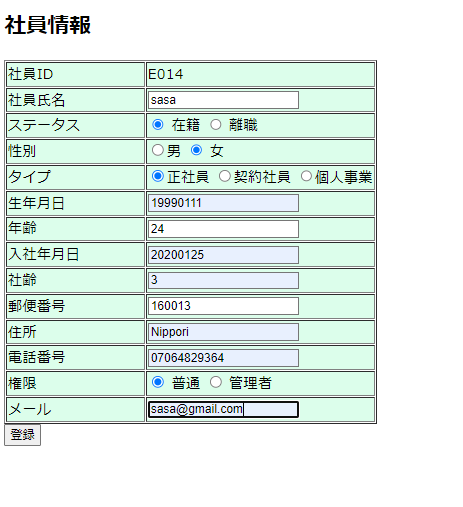 社員情報
社員ID E014
社員氏名 sasa
ステータス 在籍 離職
性別 男 女
タイプ 正社員 契約社員 個人事業
生年月日 19990111
年齢 24
入社年月日 20200125
社齢 3
郵便番号 160013
住所 Nippori
電話番号 07064829364
権限 普通 管理者
メール sasa@gmail.com
登録